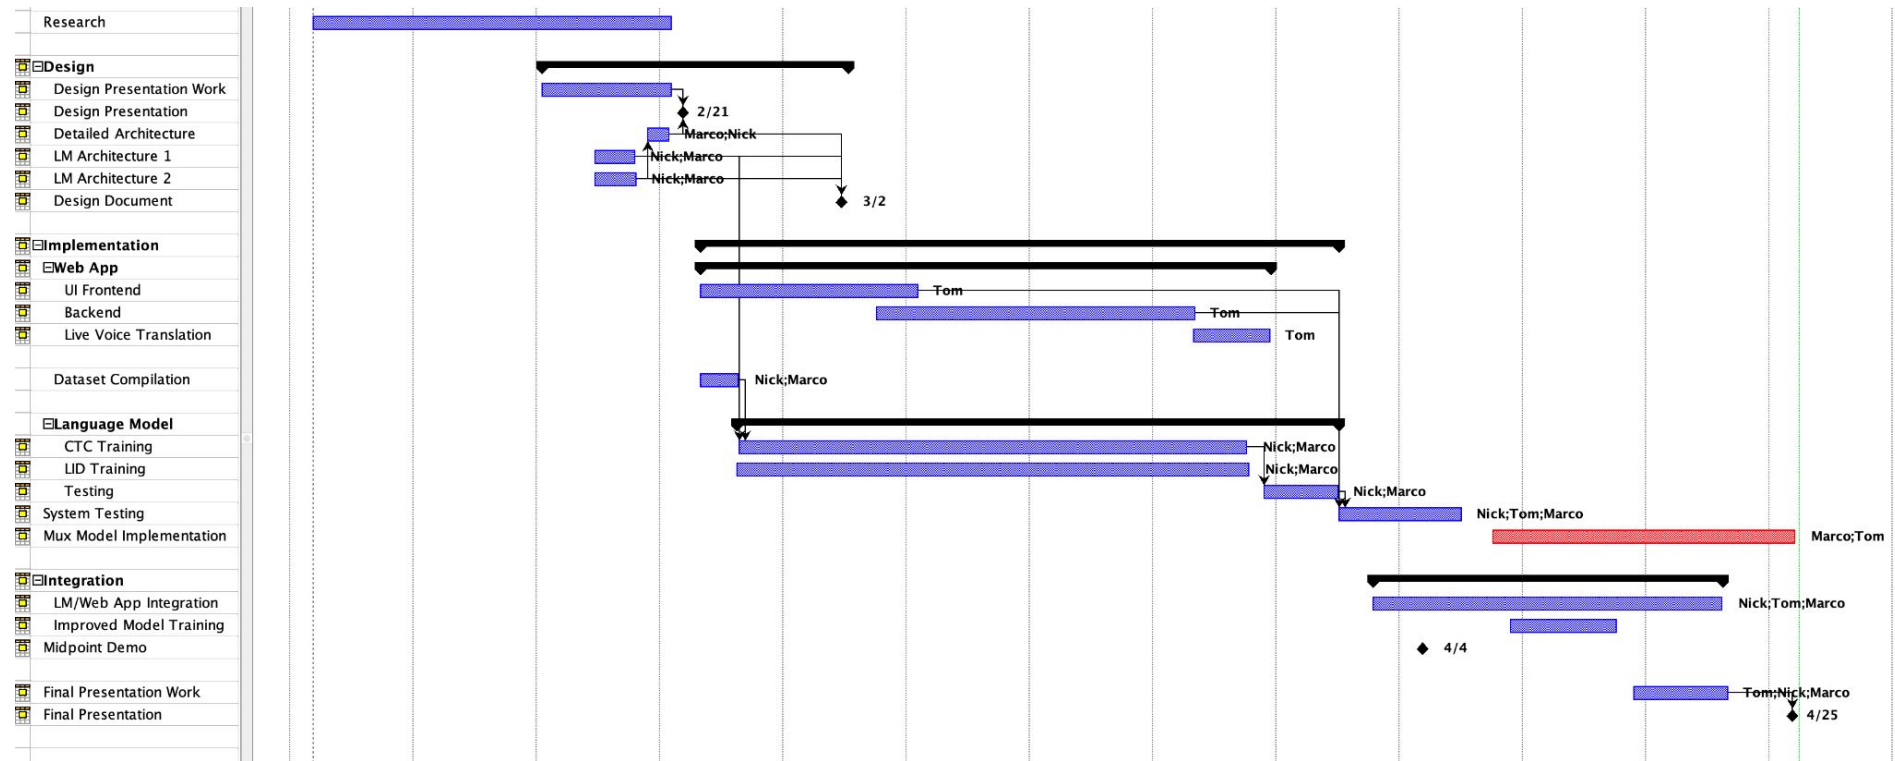 Research
Design
Design Presentation Work
Design Presentation 2/21
Detailed Architecture Marco;Nick
LM Architecture 1 Nick;Marco
LM Architecture 2 Nick;Marco
Design Document 3/2
Implementation
Web App
UI Frontend Tom
Backend Tom
Live Voice Translation Tom
Dataset Compilation Nick;Marco
Language Model
CTC Training Nick;Marco
LID Training Nick;Marco
Testing Nick;Marco
System Testing Nick;Tom;Marco
Mux Model Implementation Marco;Tom
Integration
LM/Web App Integration Nick;Tom;Marco
Improved Model Training
Midpoint Demo 4/4
Final Presentation Work Tom;Nick;Marco
Final Presentation 4/25